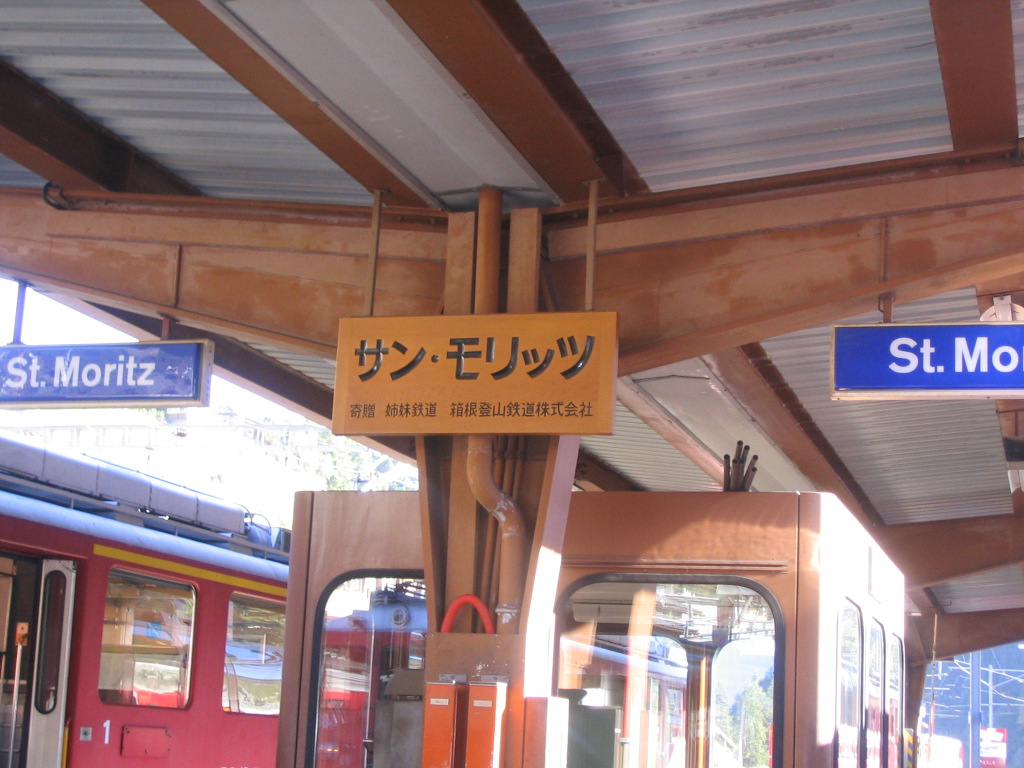 St. Moritz
サン・モリッツ
寄贈 姉妹鉄道 箱根登山鉄道株式会社
St. Mor
1